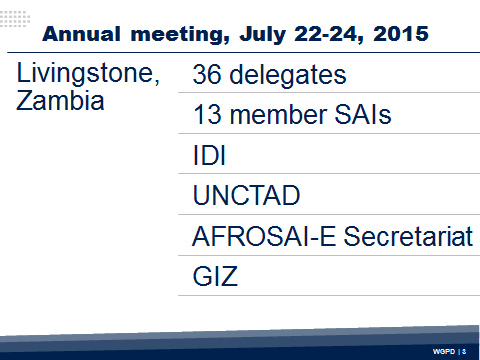 Annual meeting, July 22-24, 2015
Livingstone,
Zambia
36 delegates
13 member SAIs
IDI
UNCTAD
AFROSAI-E Secretariat
GIZ
WGPD | 3